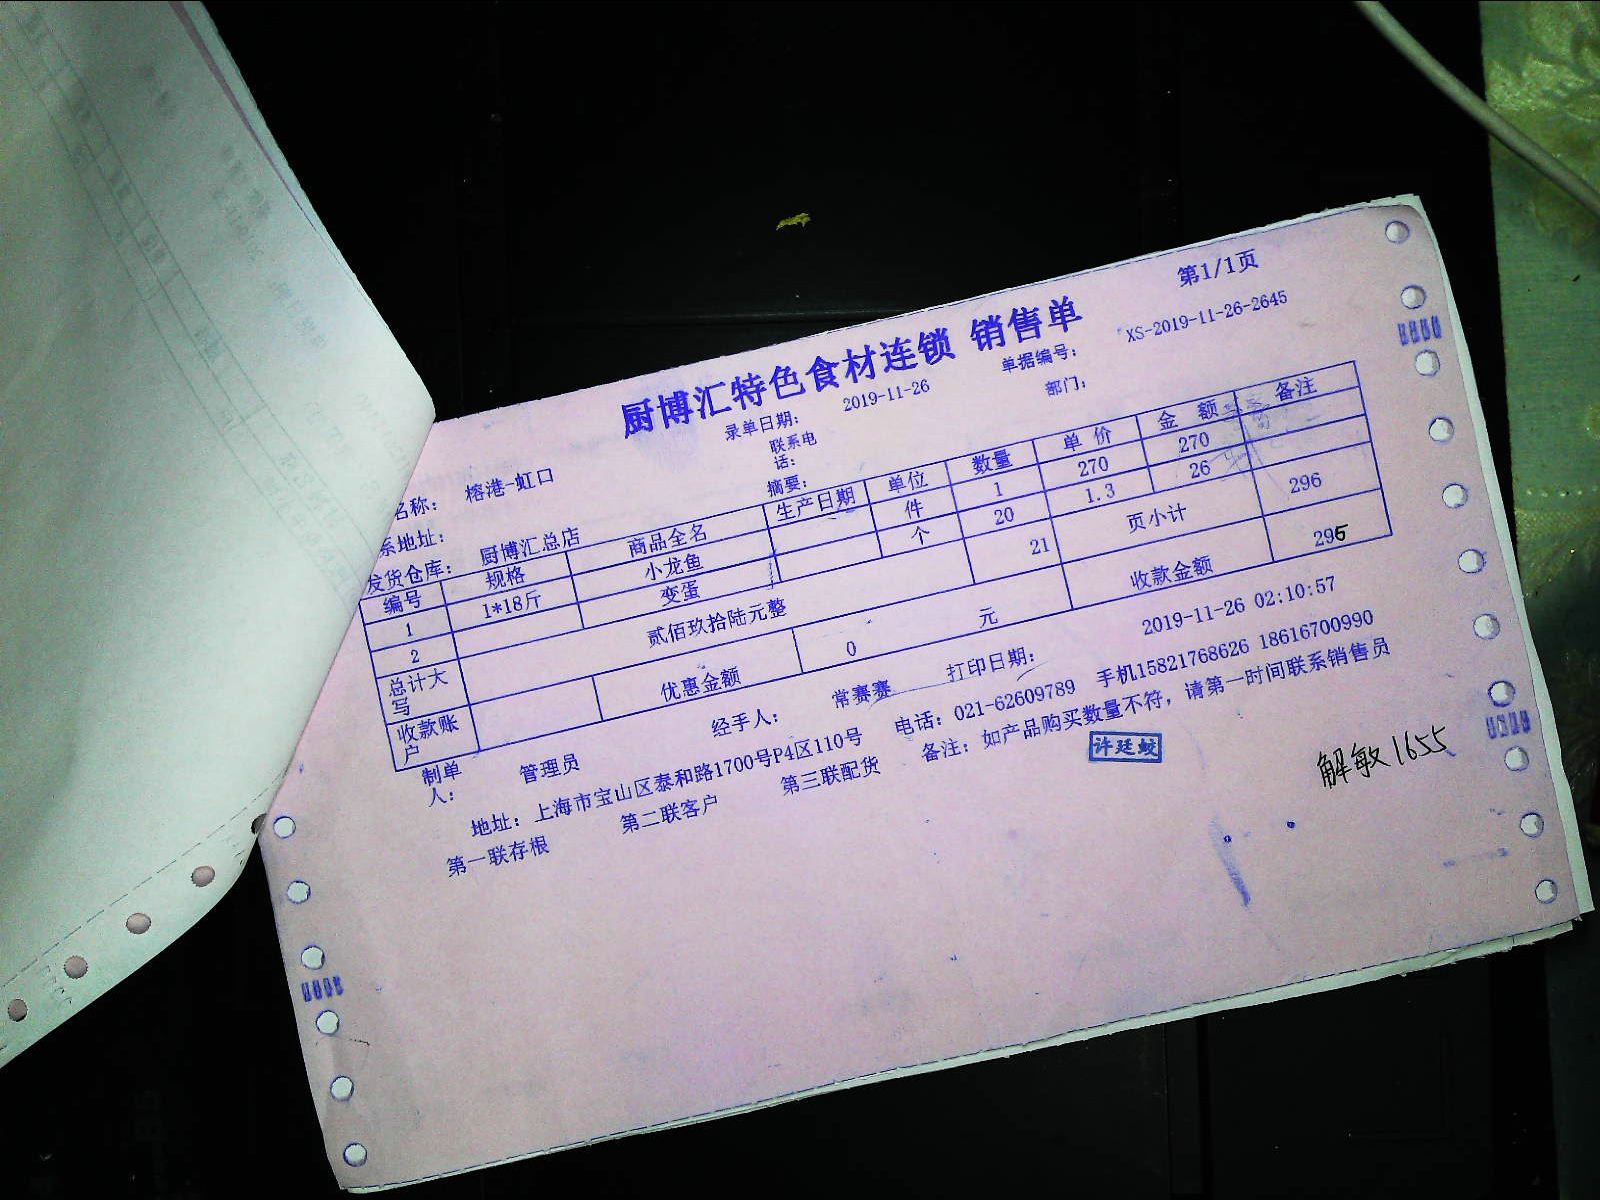 第1/1页
厨博汇特色食材连锁 销售单
录单日期： 2019-11-26 单据编号： XS-2019-11-26-2645
名称： 榕港-虹口 联系电话： 部门：
系地址： 摘要：
发货仓库： 厨博汇总店
编号 规格 商品全名 生产日期 单位 数量 单价 金额 备注
1 1*18斤 小龙鱼 件 1 270 270
2 变蛋 个 20 1.3 26
总计大写 贰佰玖拾陆元整 21 页小计 296
收款账户 优惠金额 0 元 收款金额 295
制单人： 管理员 经手人： 常赛赛 打印日期： 2019-11-26 02:10:57
地址：上海市宝山区泰和路1700号P4区110号 电话：021-62609789 手机15821768626 18616700990
第一联存根 第二联客户 第三联配货 备注：如产品购买数量不符，请第一时间联系销售员
许廷蛟
解敏1655